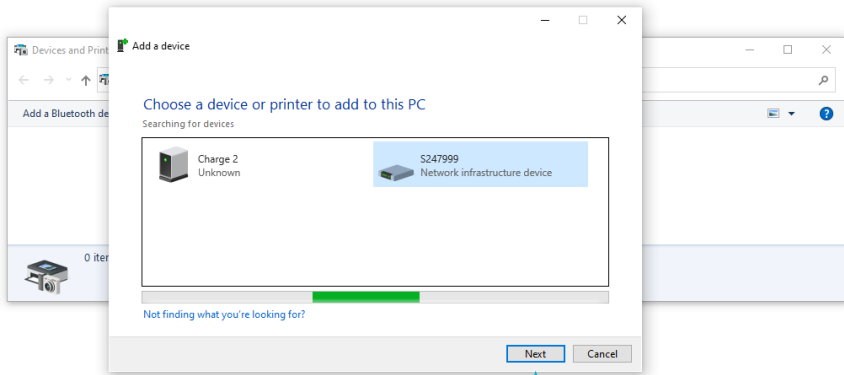 Add a device
Devices and Print
Choose a device or printer to add to this PC
Add a Bluetooth de
Searching for devices
Charge 2
Unknown
S247999
Network infrastructure device
0 iter
Not finding what you're looking for?
Next
Cancel